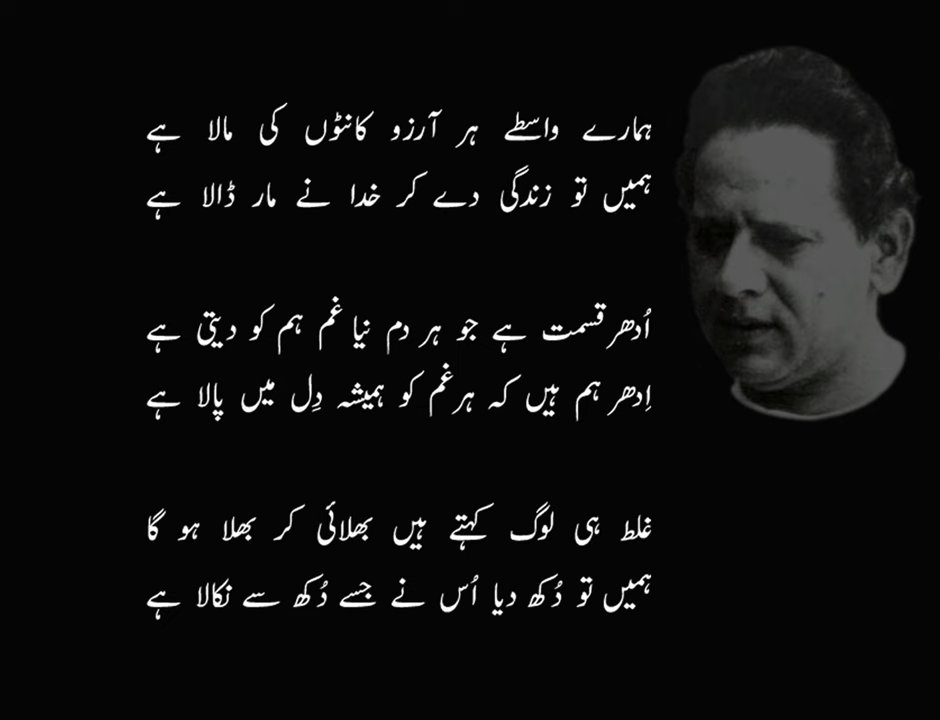 ہمارے واسطے ہر آرزو کانٹوں کی مالا ہے
ہمیں تو زندگی دے کر خدا نے مار ڈالا ہے
اُدھر قسمت ہے جو ہر دم نیا غم ہم کو دیتی ہے
اِدھر ہم ہیں کہ ہر غم کو ہمیشہ دِل میں پالا ہے
غلط ہی لوگ کہتے ہیں بھلائی کر بھلا ہو گا
ہمیں تو دُکھ دیا اُس نے جسے دُکھ سے نکالا ہے